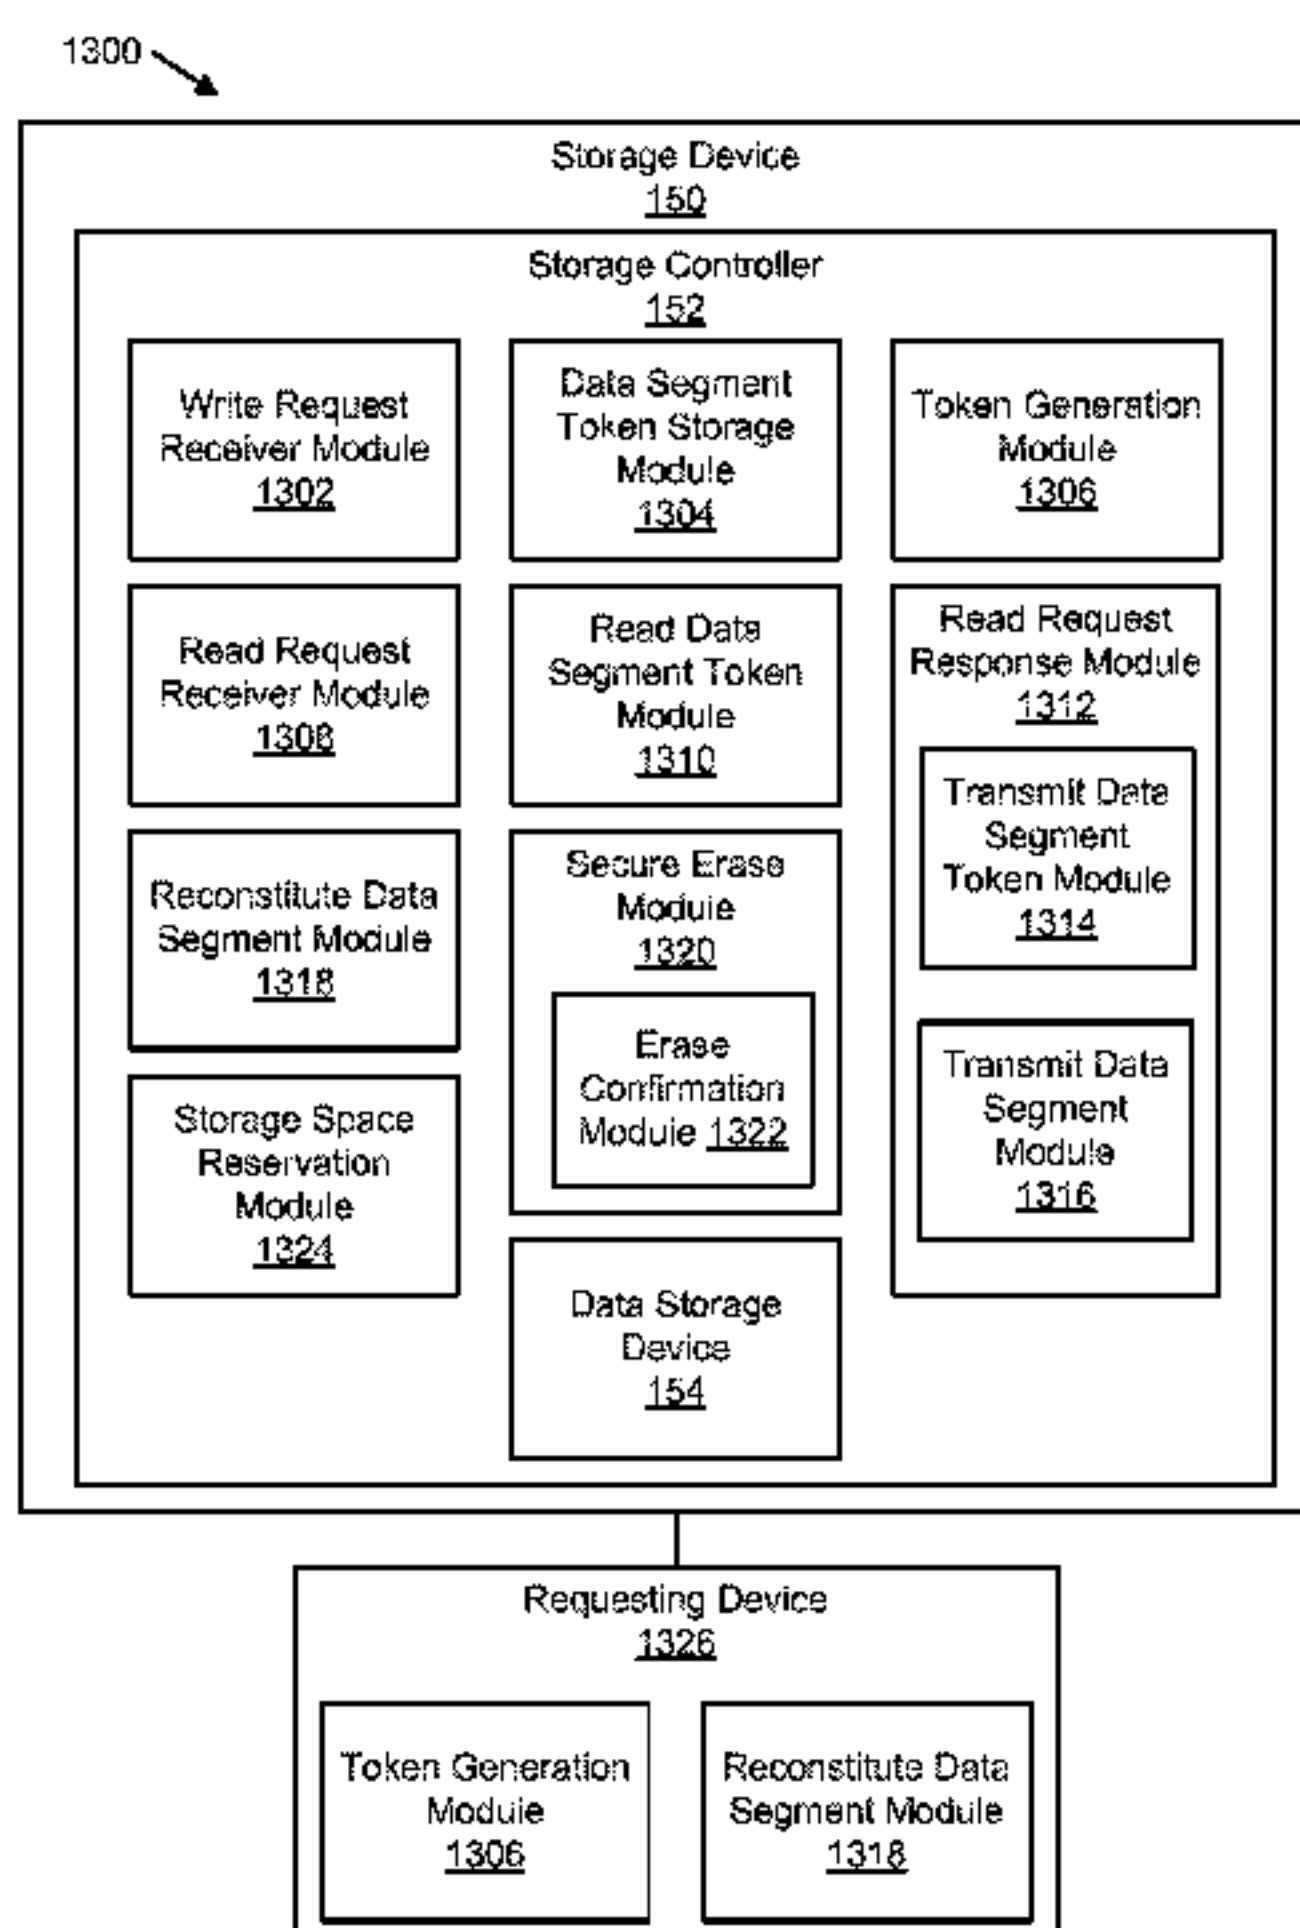 1300
Storage Device
150
Storage Controller
152
Write Request
Receiver Module
1302
Data Segment
Token Storage
Module
1304
Token Generation
Module
1306
Read Request
Receiver Module
1308
Read Data
Segment Token
Module
1310
Read Request
Response Module
1312
Transmit Data
Segment
Token Module
1314
Transmit Data
Segment
Module
1316
Reconstitute Data
Segment Module
1318
Secure Erase
Module
1320
Erase
Confirmation
Module 1322
Storage Space
Reservation
Module
1324
Data Storage
Device
154
Requesting Device
1326
Token Generation
Module
1306
Reconstitute Data
Segment Module
1318